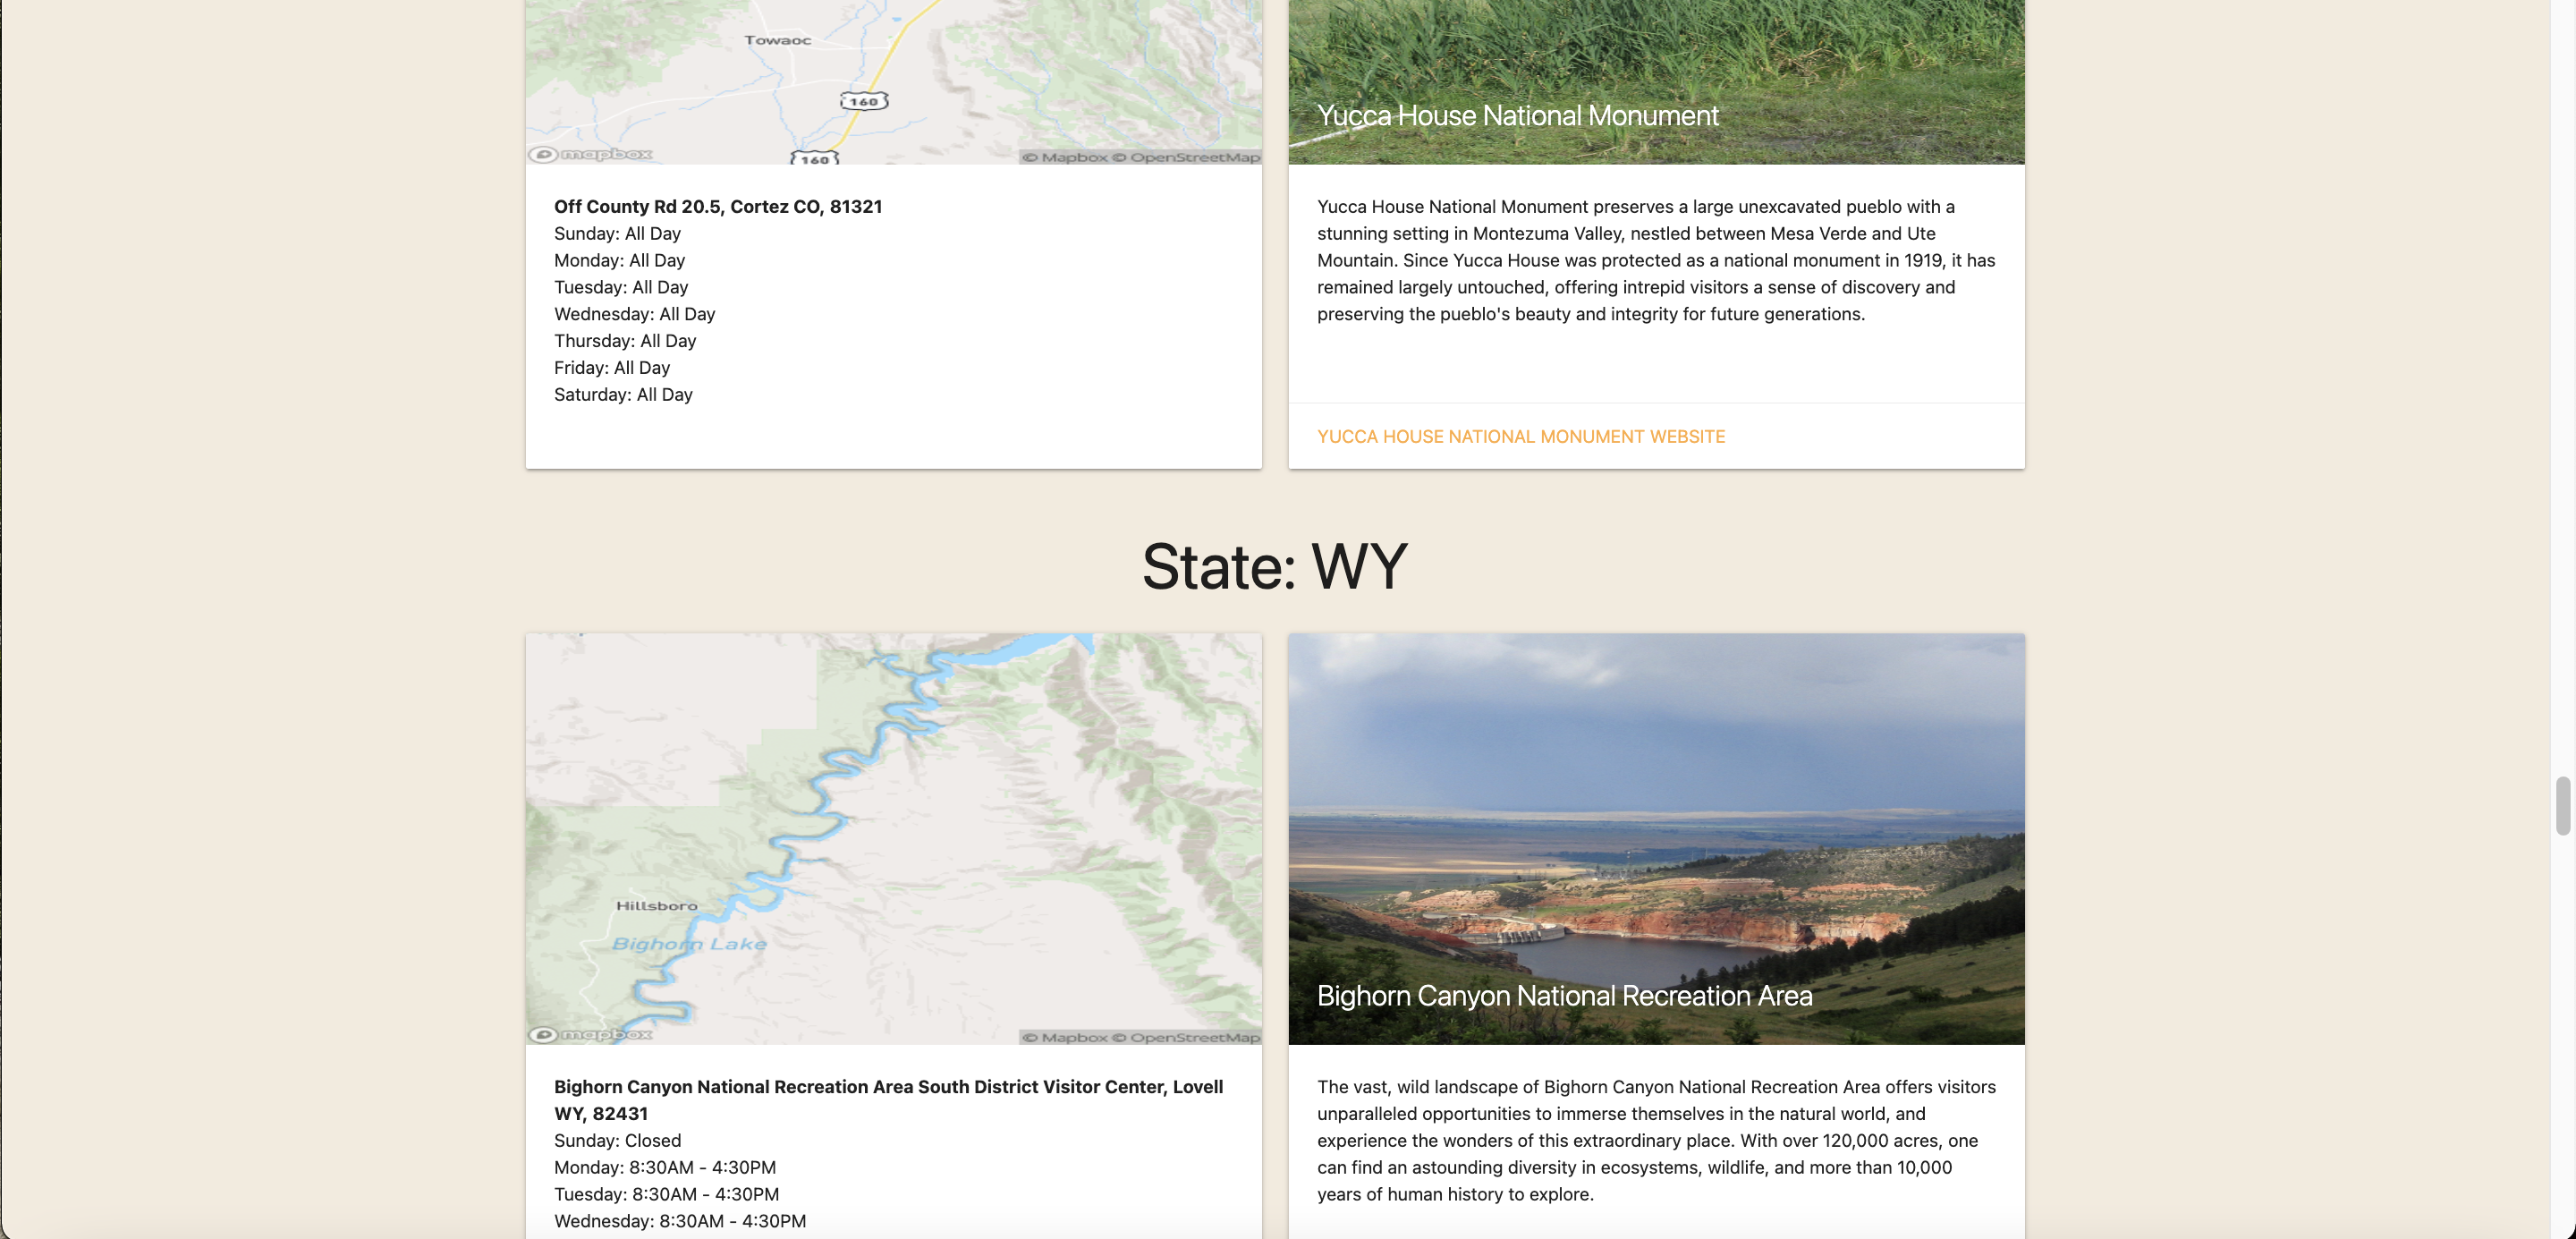 Towaoc
160
160
mapbox
© Mapbox © OpenStreetMap
Yucca House National Monument
Off County Rd 20.5, Cortez CO, 81321
Sunday: All Day
Monday: All Day
Tuesday: All Day
Wednesday: All Day
Thursday: All Day
Friday: All Day
Saturday: All Day
Yucca House National Monument preserves a large unexcavated pueblo with a
stunning setting in Montezuma Valley, nestled between Mesa Verde and Ute
Mountain. Since Yucca House was protected as a national monument in 1919, it has
remained largely untouched, offering intrepid visitors a sense of discovery and
preserving the pueblo's beauty and integrity for future generations.
YUCCA HOUSE NATIONAL MONUMENT WEBSITE
State: WY
Hillsboro
Bighorn Lake
mapbox
© Mapbox © OpenStreetMap
Bighorn Canyon National Recreation Area
Bighorn Canyon National Recreation Area South District Visitor Center, Lovell
WY, 82431
Sunday: Closed
Monday: 8:30AM - 4:30PM
Tuesday: 8:30AM - 4:30PM
Wednesday: 8:30AM - 4:30PM
The vast, wild landscape of Bighorn Canyon National Recreation Area offers visitors
unparalleled opportunities to immerse themselves in the natural world, and
experience the wonders of this extraordinary place. With over 120,000 acres, one
can find an astounding diversity in ecosystems, wildlife, and more than 10,000
years of human history to explore.